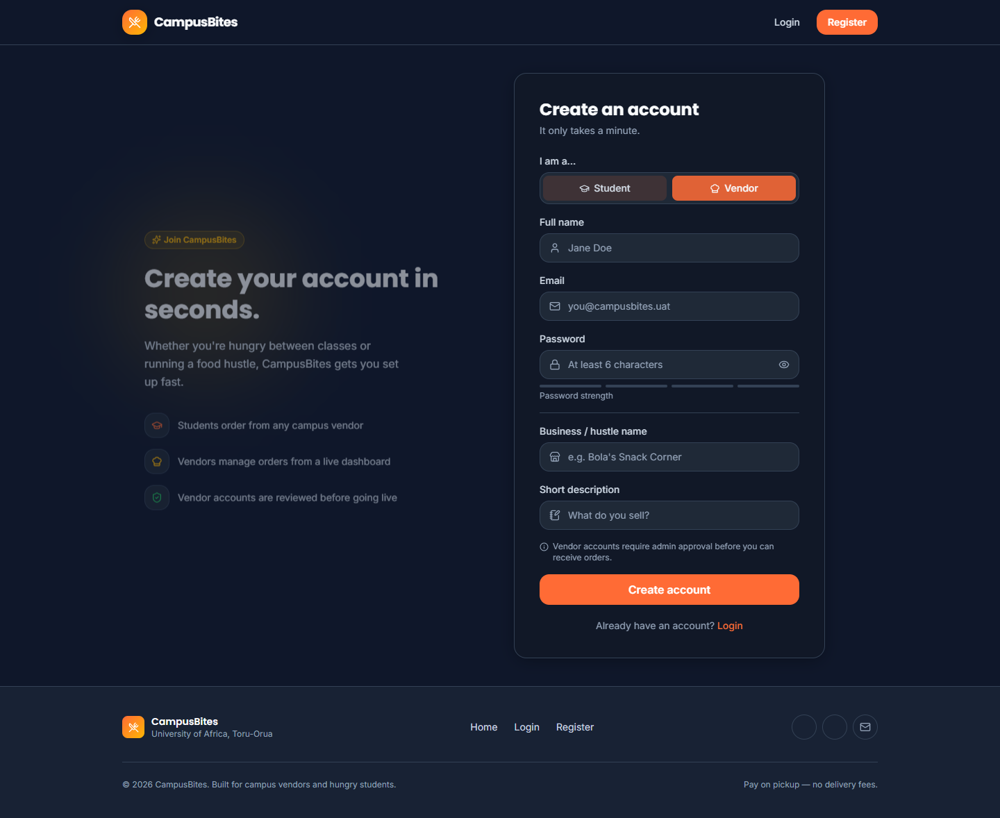 CampusBites
Login
Register
Join CampusBites
Create your account in
seconds.
Whether you're hungry between classes or
running a food hustle, CampusBites gets you set
up fast.
Students order from any campus vendor
Vendors manage orders from a live dashboard
Vendor accounts are reviewed before going live
Create an account
It only takes a minute.
I am a...
Student
Vendor
Full name
Jane Doe
Email
you@campusbites.uat
Password
At least 6 characters
Password strength
Business / hustle name
e.g. Bola's Snack Corner
Short description
What do you sell?
Vendor accounts require admin approval before you can
receive orders.
Create account
Already have an account? Login
CampusBites
University of Africa, Toru-Orua
Login
Home Login Register
© 2026 CampusBites. Built for campus vendors and hungry students.
Pay on pickup — no delivery fees.